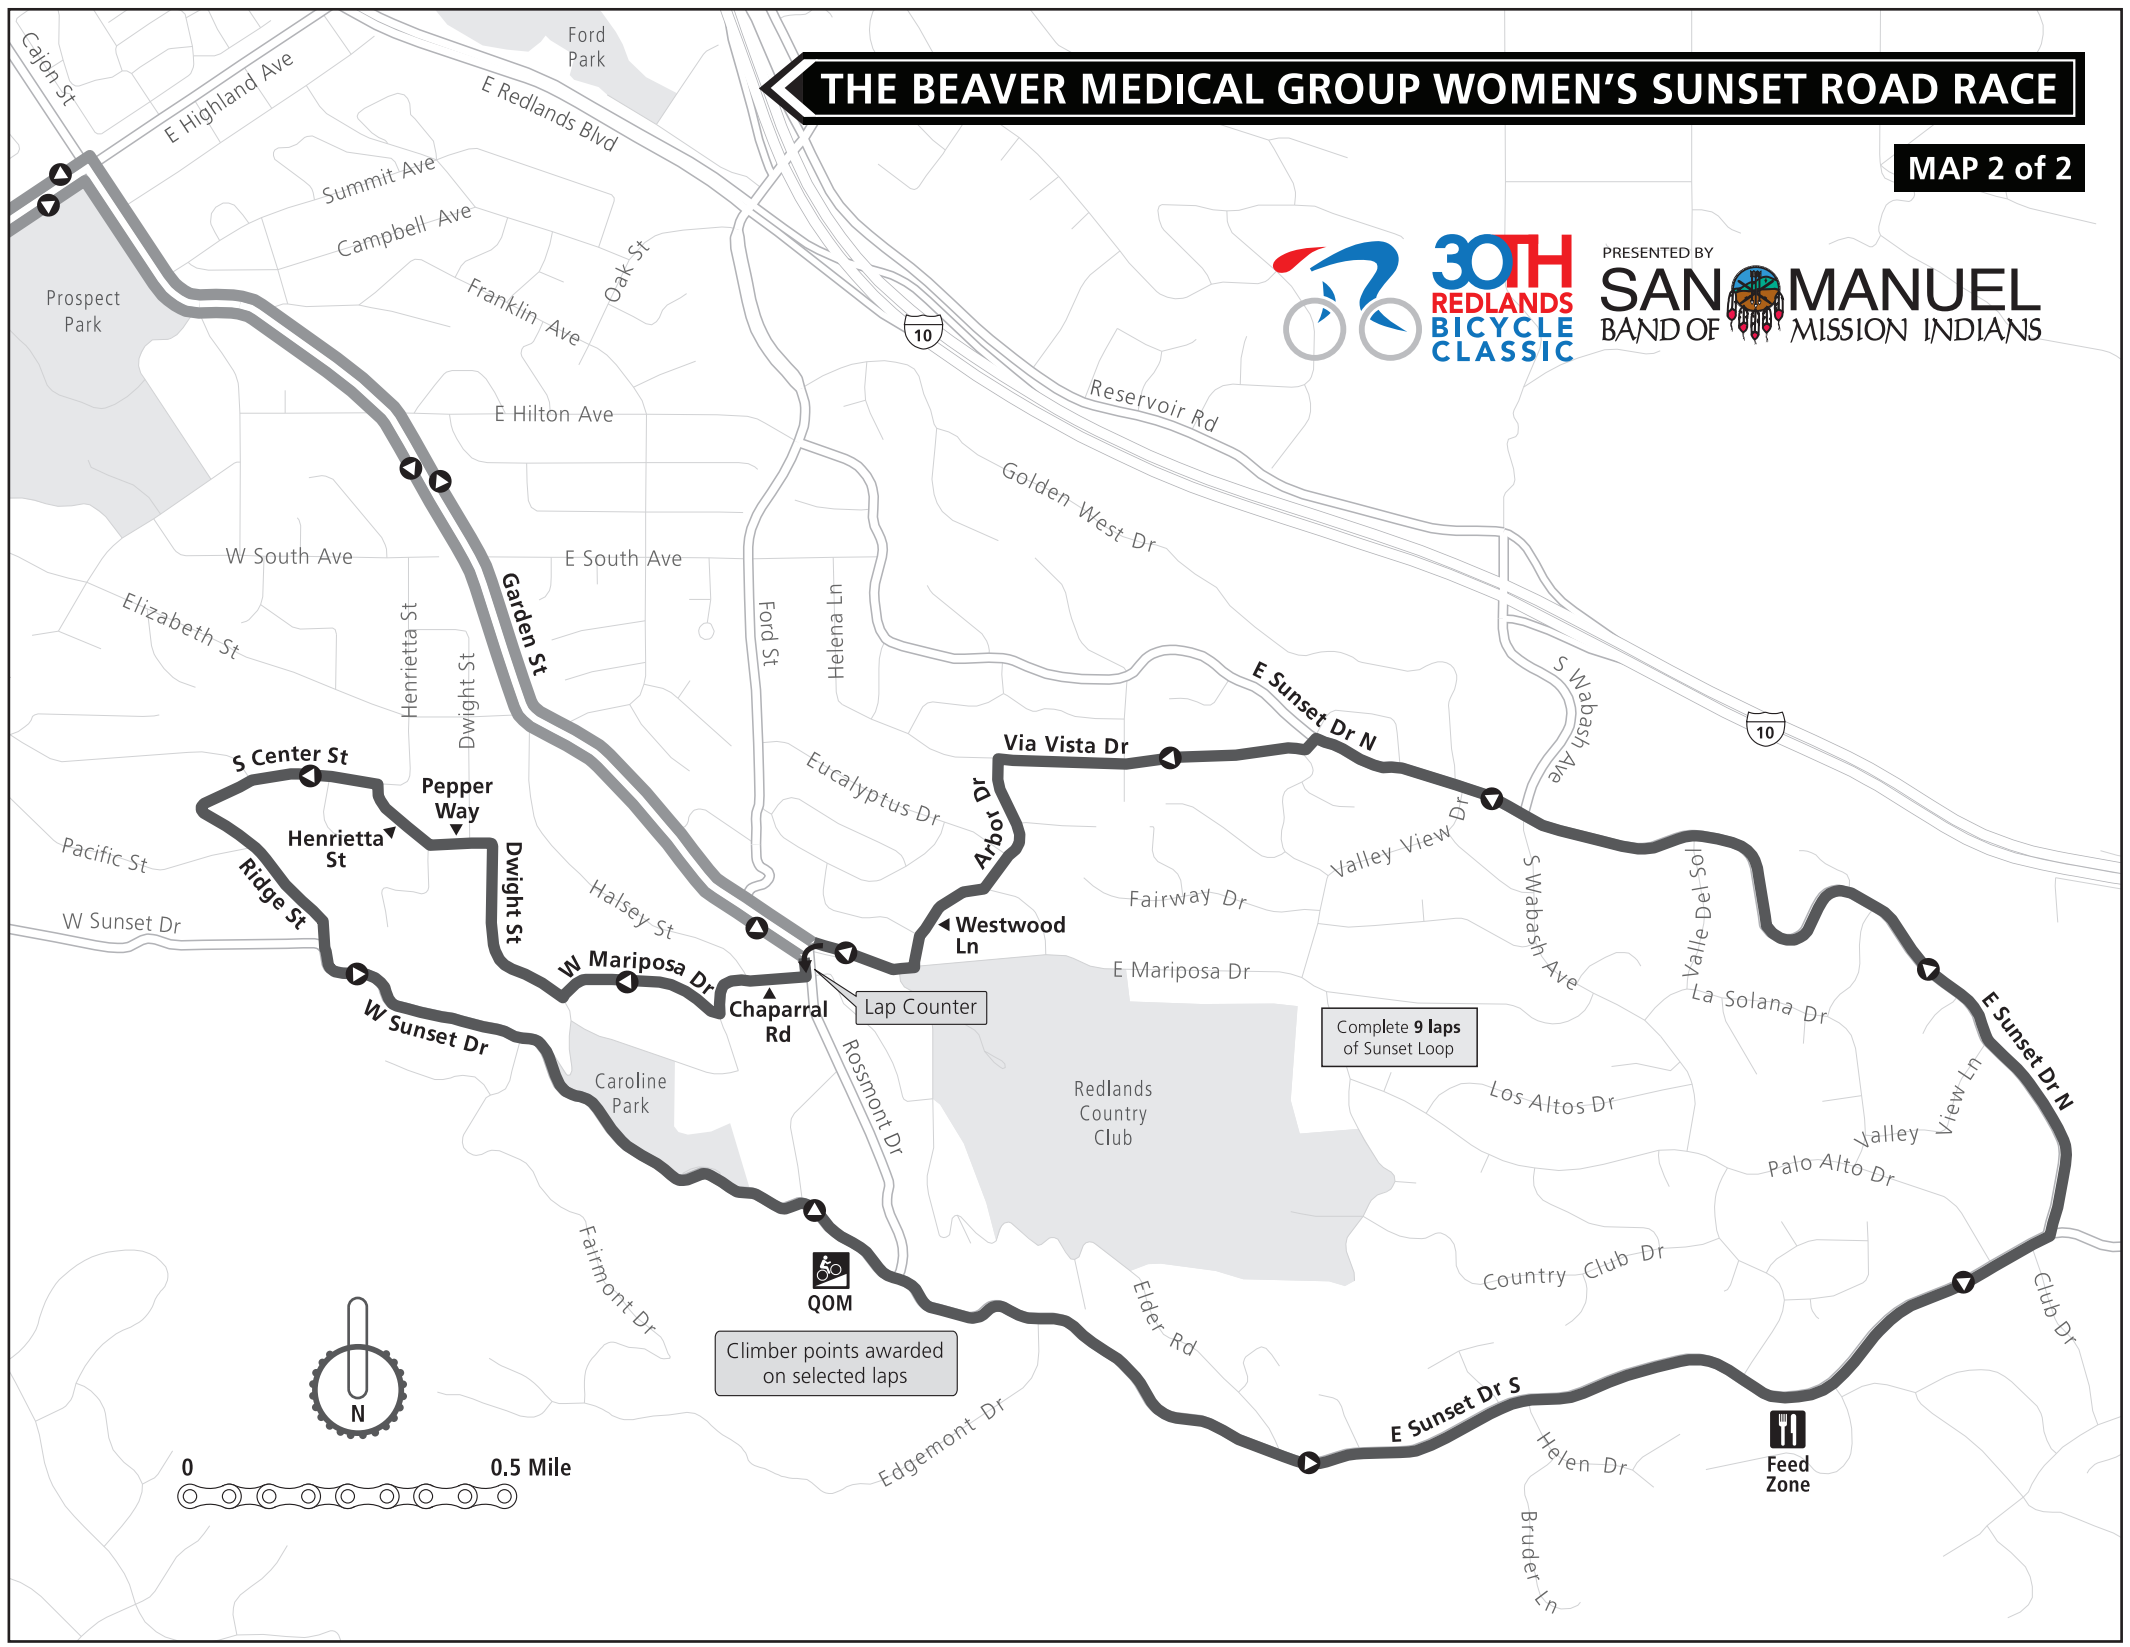 THE BEAVER MEDICAL GROUP WOMEN'S SUNSET ROAD RACE
MAP 2 of 2
30TH
REDLANDS
BICYCLE
CLASSIC
PRESENTED BY
SAN MANUEL
BAND OF MISSION INDIANS
Ford
Park
Cajon St
E Highland Ave
E Redlands Blvd
Summit Ave
Campbell Ave
Oak St
Franklin Ave
Prospect
Park
10
Reservoir Rd
E Hilton Ave
Golden West Dr
W South Ave
E South Ave
Garden St
Elizabeth St
Henrietta St
Dwight St
Ford St
Helena Ln
E Sunset Dr N
S Wabash Ave
10
Via Vista Dr
S Center St
Pepper
Way
Eucalyptus Dr
Arbor Dr
Valley View Dr
Henrietta
St
Pacific St
Ridge St
Dwight St
Halsey St
Fairway Dr
S Wabash Ave
Valle Del Sol
W Sunset Dr
Westwood
Ln
W Mariposa Dr
E Mariposa Dr
Chaparral
Rd
Lap Counter
La Solana Dr
E Sunset Dr N
W Sunset Dr
Complete 9 laps
of Sunset Loop
Rossmont Dr
Caroline
Park
Redlands
Country
Club
Los Altos Dr
Valley View Ln
Palo Alto Dr
Fairmont Dr
QOM
Country Club Dr
Club Dr
Elder Rd
Climber points awarded
on selected laps
E Sunset Dr S
Edgemont Dr
Helen Dr
Feed
Zone
Bruder Ln
N
0 0.5 Mile